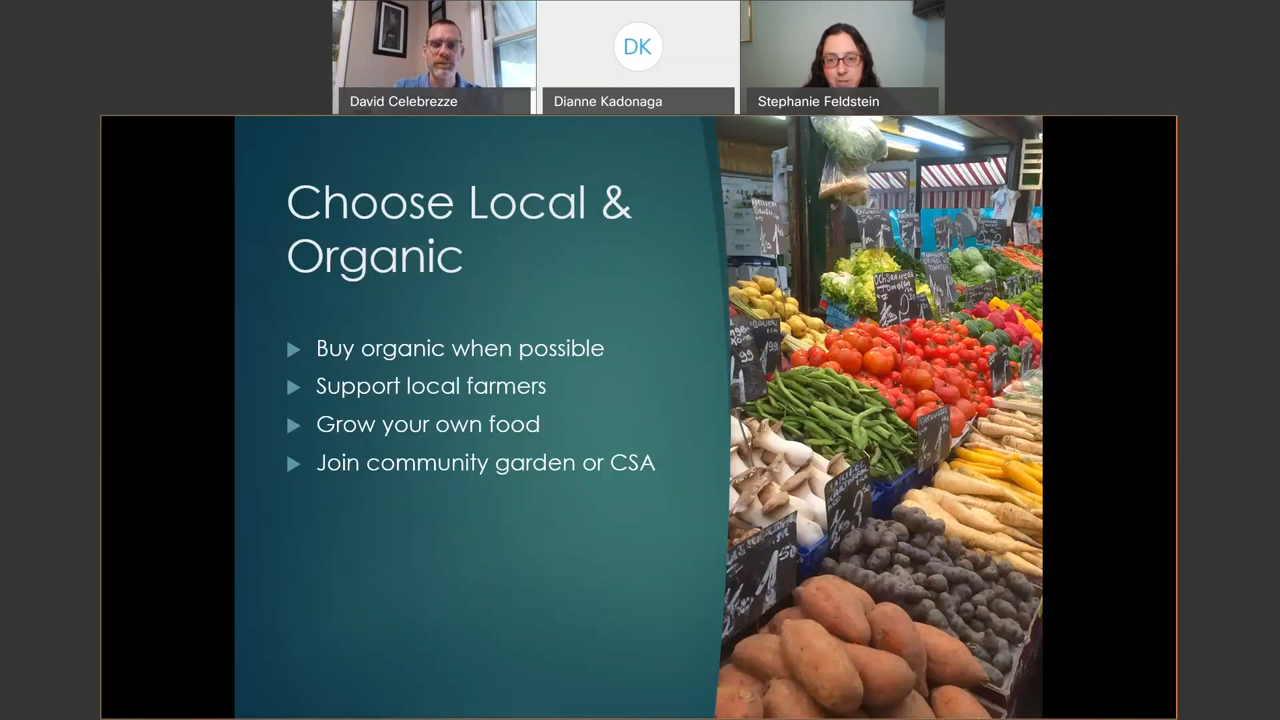 DK
David Celebrezze
Dianne Kadonaga
Stephanie Feldstein
Choose Local &
Organic
Buy organic when possible
Support local farmers
Grow your own food
Join community garden or CSA